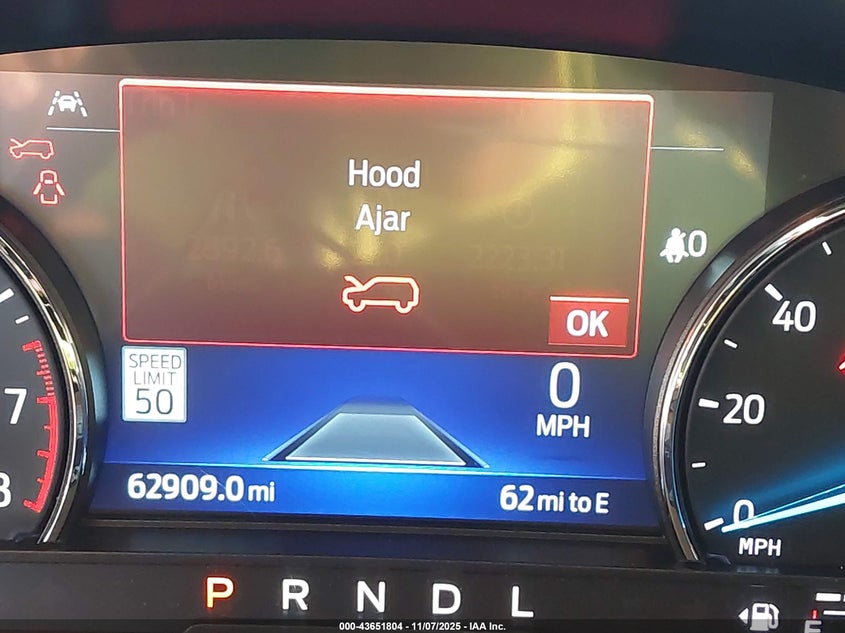 Hood
Ajar
OK
SPEED
LIMIT
50
0
MPH
62909.0 mi
62 mi to E
7
8
40
20
0
MPH
P R N D L
000-43651804 - 11/07/2025 - IAA Inc.